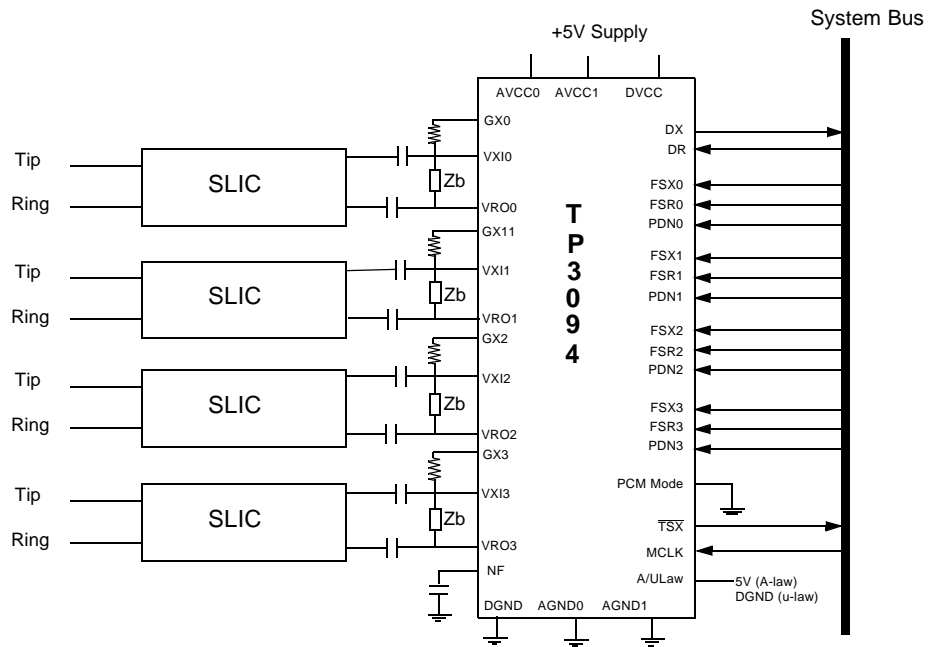 System Bus
+5V Supply
AVCC0 AVCC1 DVCC
GX0
DX
DR
Tip
VXI0
SLIC
Zb
FSX0
Ring
VRO0
FSR0
PDN0
GX11
Tip
VXI1
SLIC
Zb
FSX1
FSR1
Ring
VRO1
PDN1
GX2
FSX2
Tip
VXI2
FSR2
SLIC
Zb
PDN2
Ring
VRO2
GX3
FSX3
FSR3
PDN3
Tip
VXI3
SLIC
Zb
PCM Mode
Ring
VRO3
TSX
NF
MCLK
A/ULaw
5V (A-law)
DGND (u-law)
DGND AGND0 AGND1
T
P
3
0
9
4